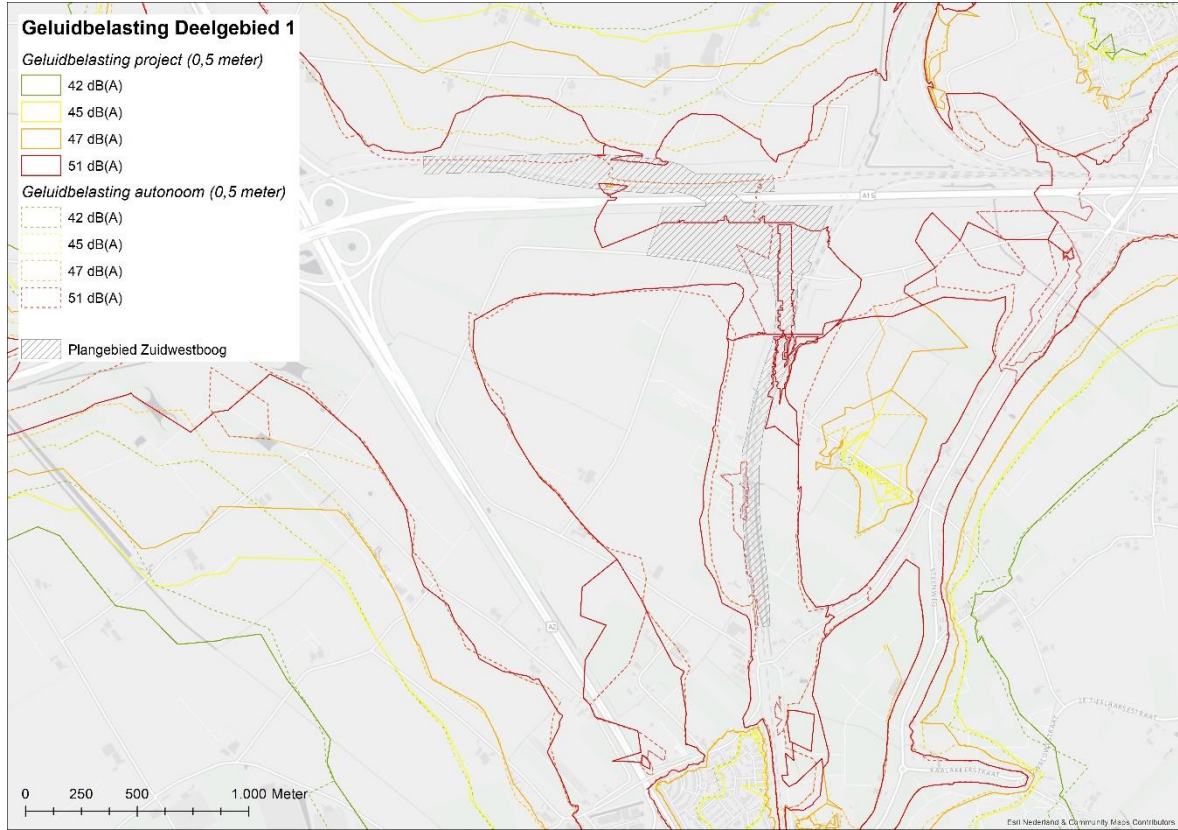 Geluidbelasting Deelgebied 1
Geluidbelasting project (0,5 meter)
42 dB(A)
45 dB(A)
47 dB(A)
51 dB(A)
Geluidbelasting autonoom (0,5 meter)
42 dB(A)
45 dB(A)
47 dB(A)
51 dB(A)
Plangebied Zuidwestboog
A15
A2
STEENWEG
KAALAKKERSTRAAT
0 250 500 1.000 Meter
Esri Nederland & Community Maps Contributors